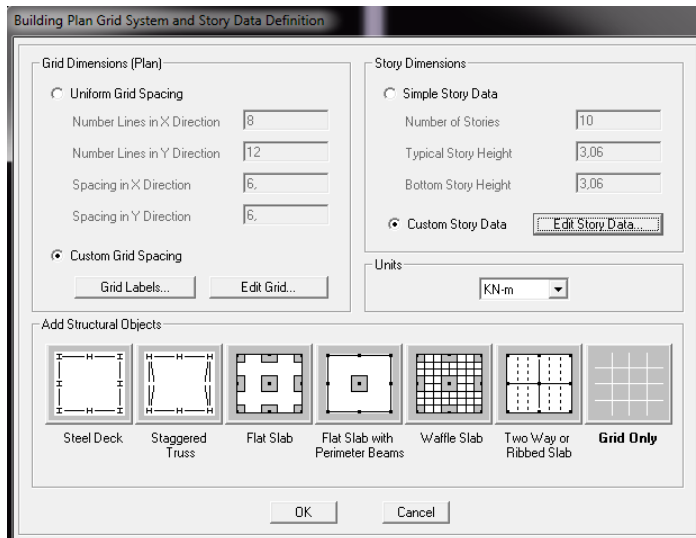 Building Plan Grid System and Story Data Definition
Grid Dimensions (Plan)
Uniform Grid Spacing
Number Lines in X Direction 8
Number Lines in Y Direction 12
Spacing in X Direction 6,
Spacing in Y Direction 6,
Custom Grid Spacing
Grid Labels... Edit Grid...
Story Dimensions
Simple Story Data
Number of Stories 10
Typical Story Height 3,06
Bottom Story Height 3,06
Custom Story Data Edit Story Data...
Units
KN-m
Add Structural Objects
Steel Deck
Staggered
Truss
Flat Slab
Flat Slab with
Perimeter Beams
Waffle Slab
Two Way or
Ribbed Slab
Grid Only
OK Cancel